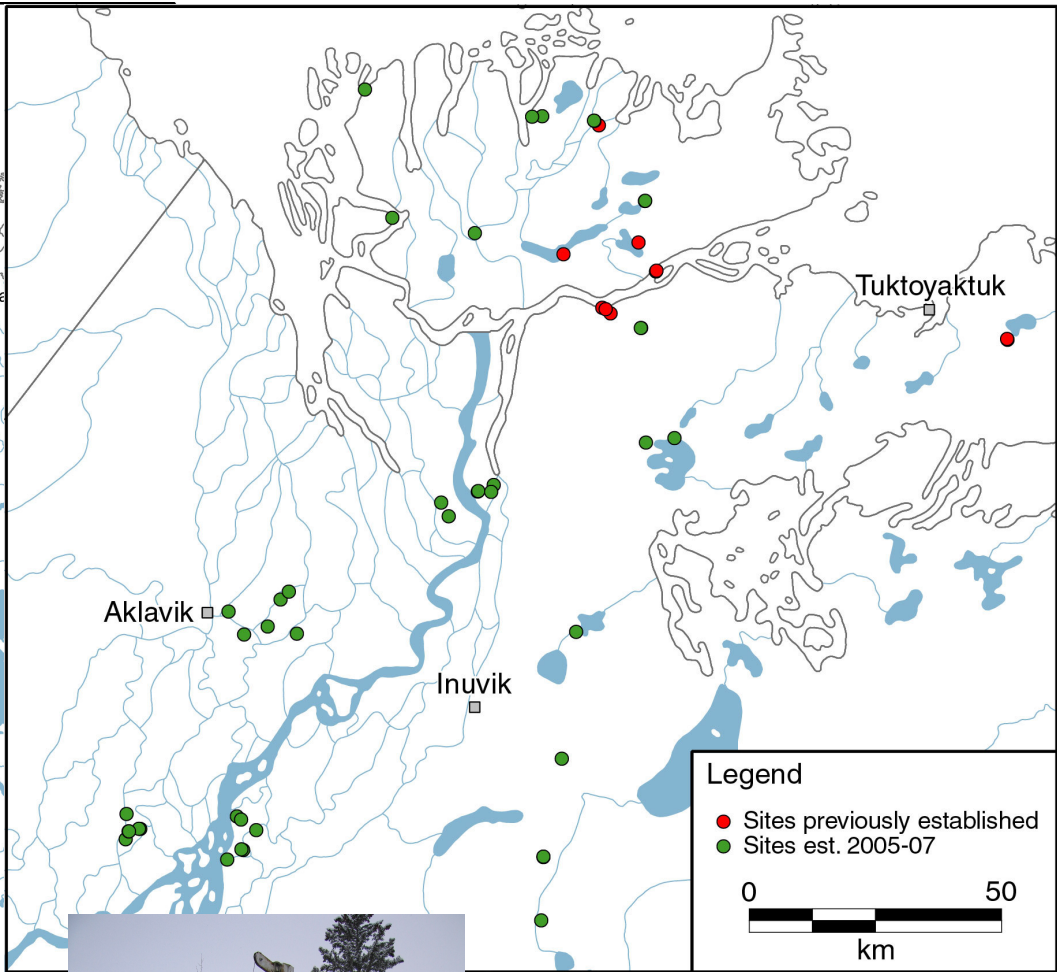 Tuktoyaktuk
Aklavik
Inuvik
Legend
Sites previously established
Sites est. 2005-07
0 50
km